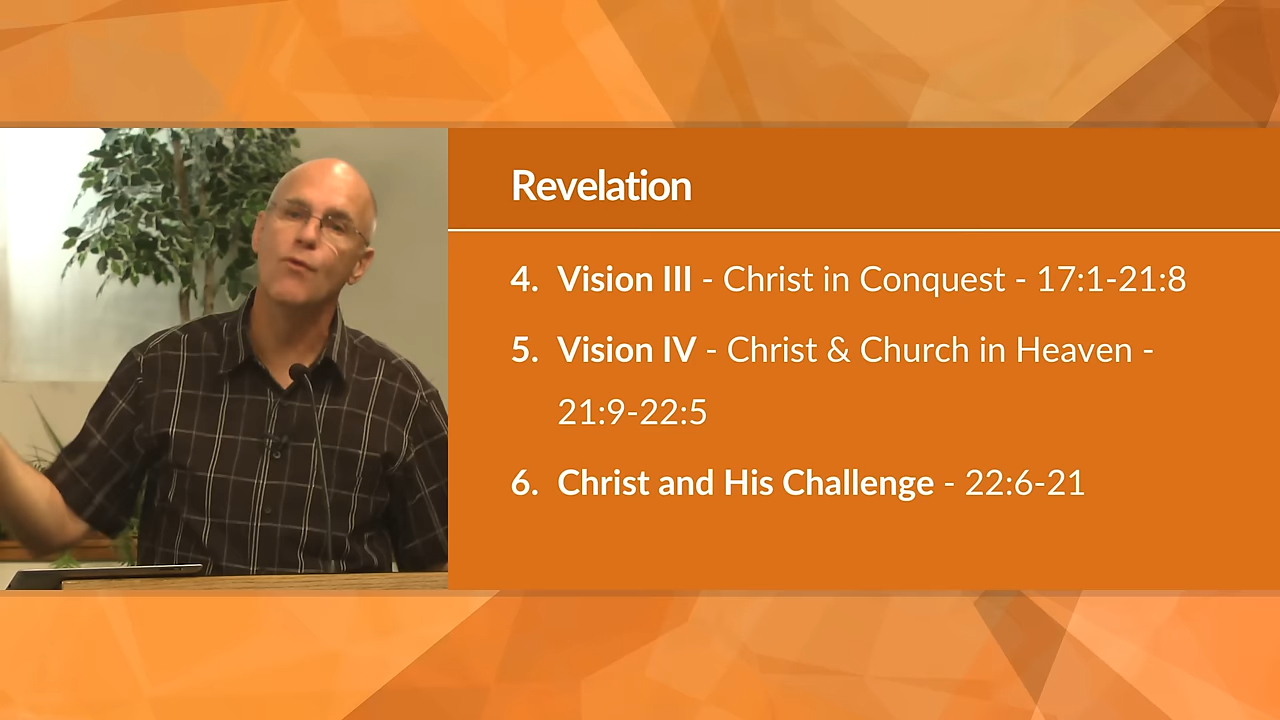 Revelation
4. Vision III - Christ in Conquest - 17:1-21:8
5. Vision IV - Christ & Church in Heaven -
21:9-22:5
6. Christ and His Challenge - 22:6-21